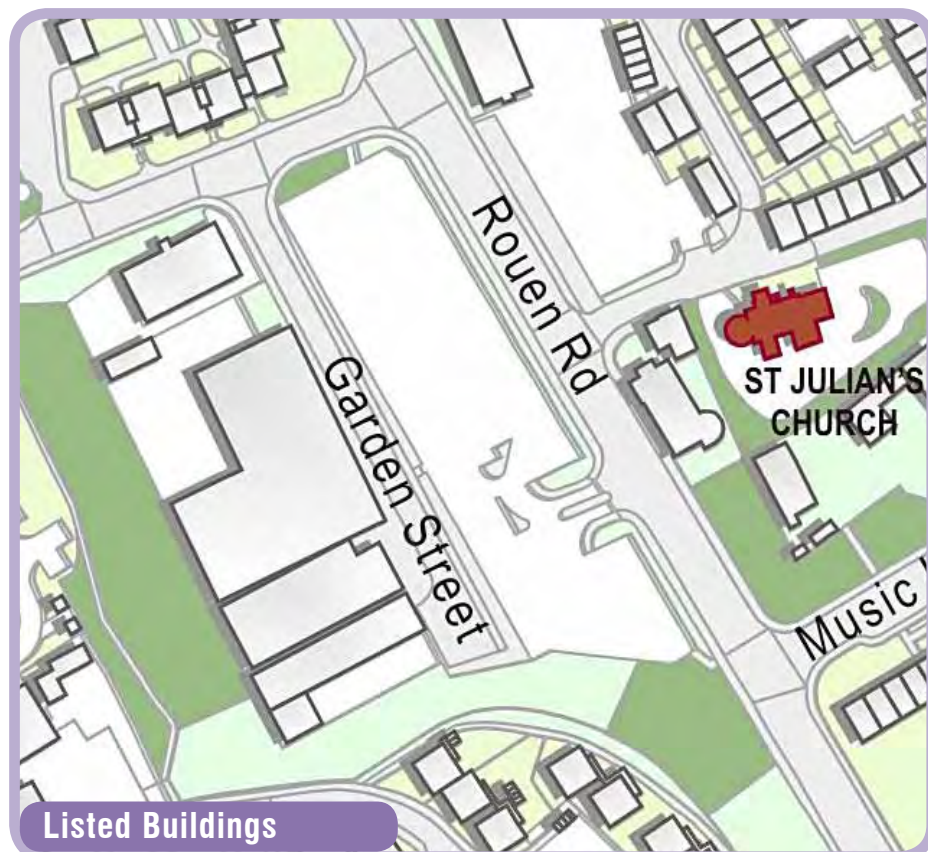 Rouen Rd
Garden Street
ST JULIAN'S
CHURCH
Music
Listed Buildings